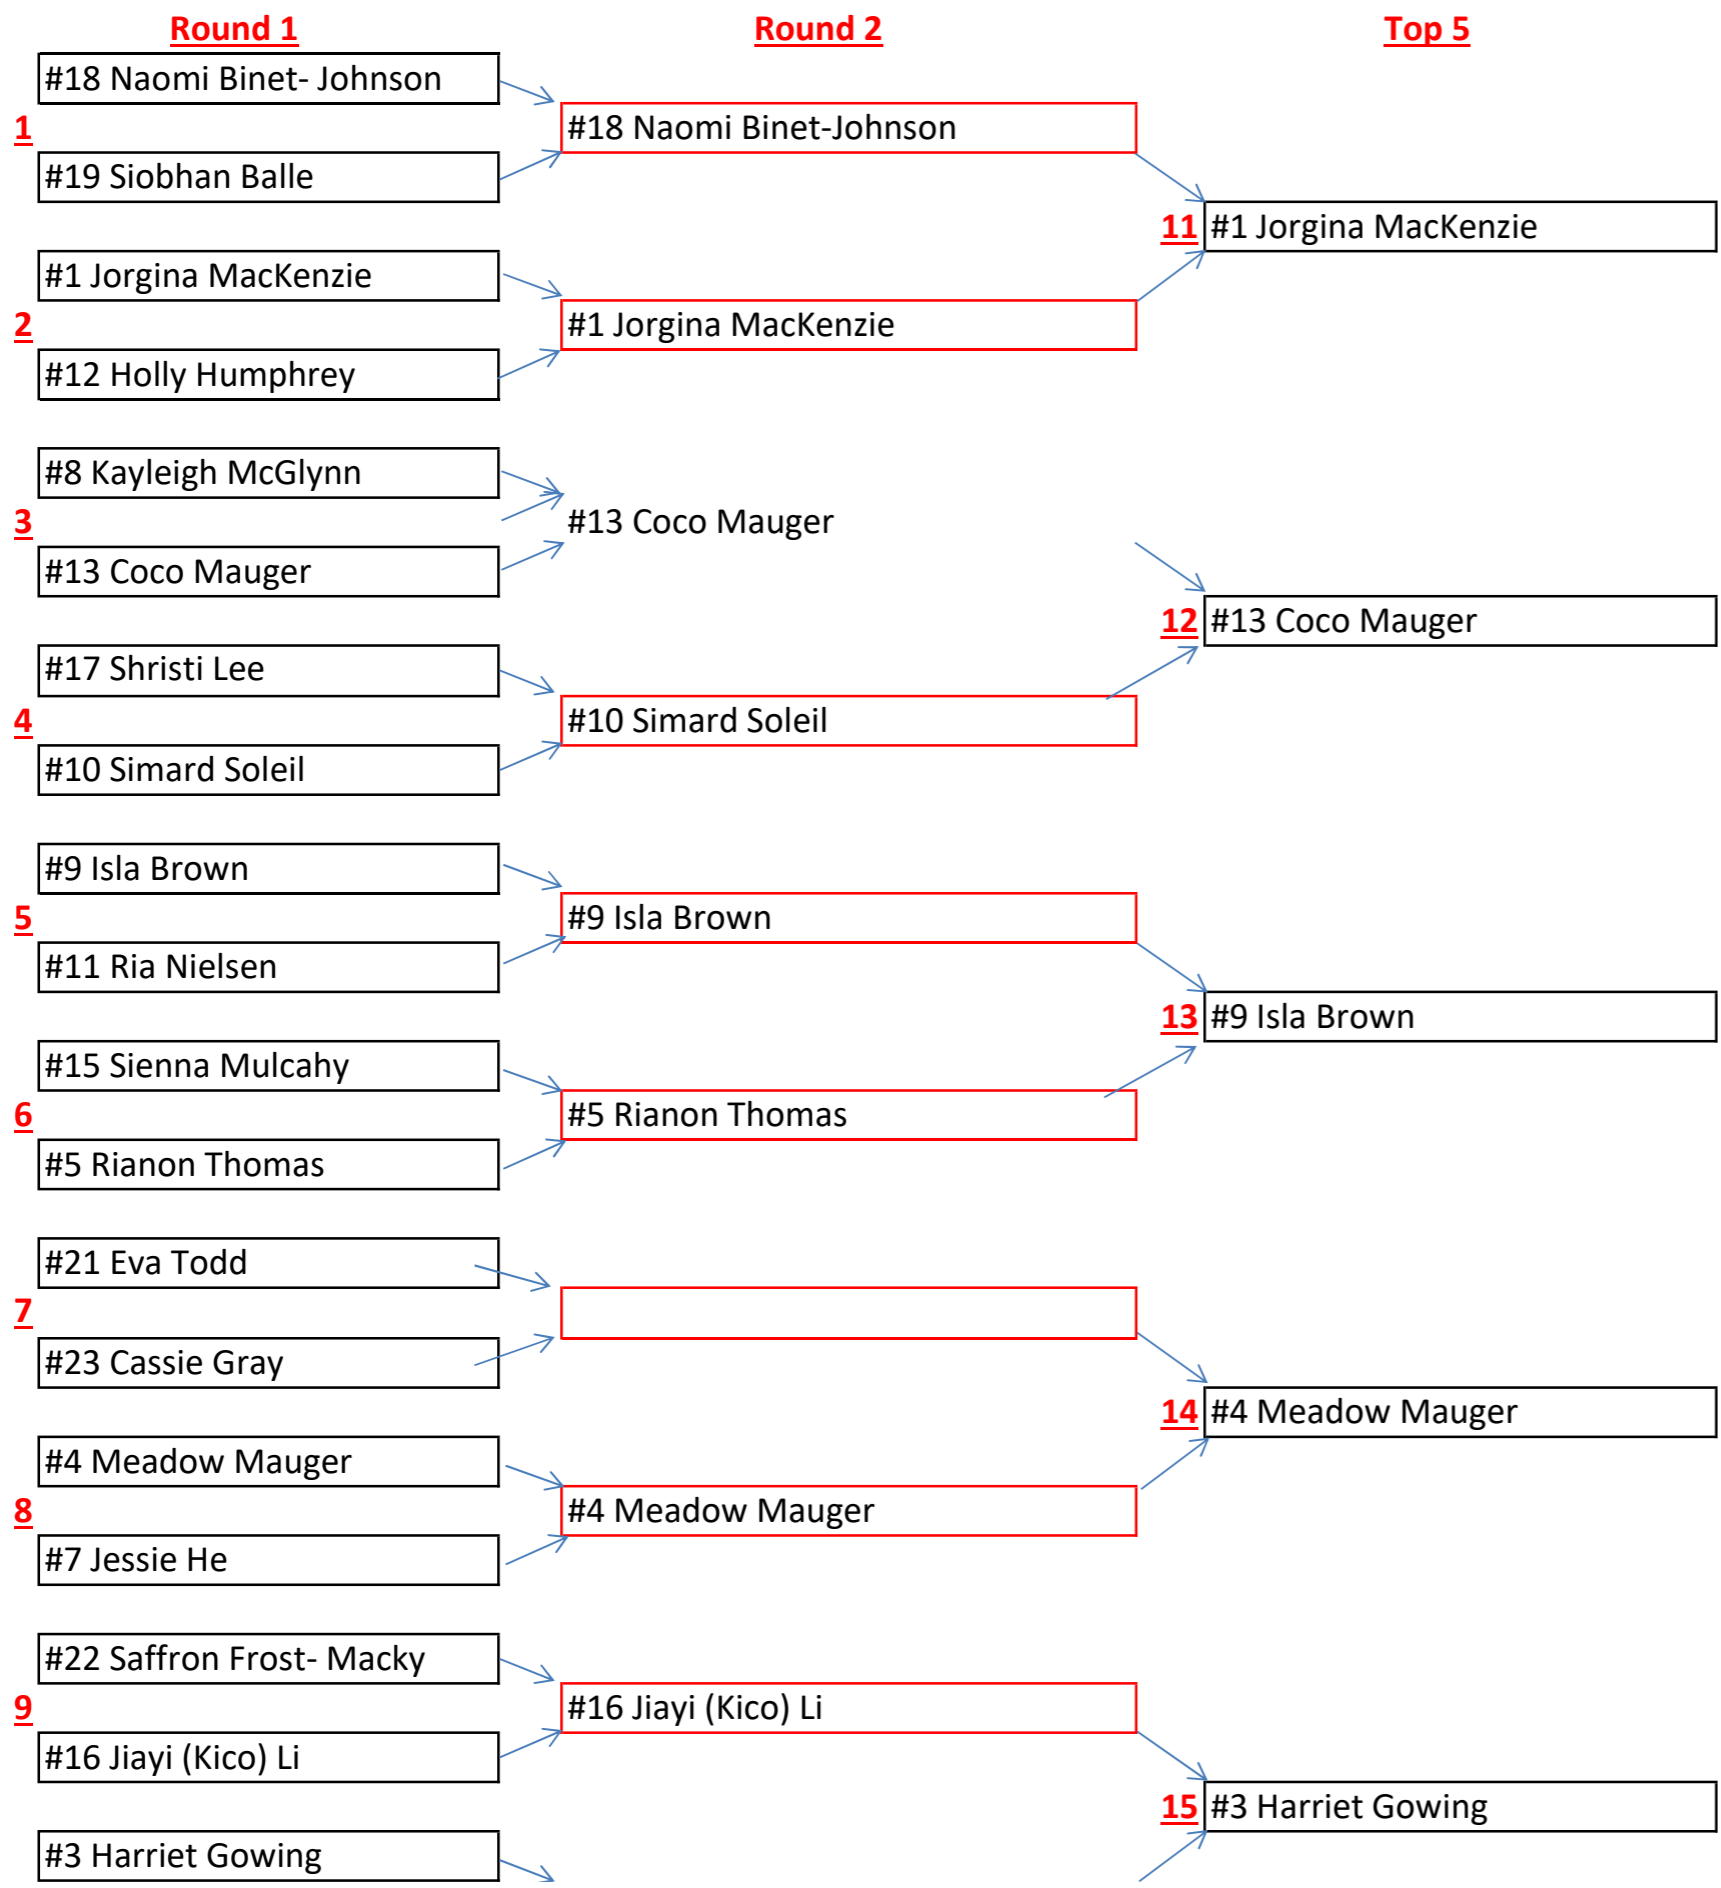 Round 1
Round 2
Top 5
#18 Naomi Binet- Johnson
1
#18 Naomi Binet-Johnson
#19 Siobhan Balle
11
#1 Jorgina MacKenzie
#1 Jorgina MacKenzie
2
#1 Jorgina MacKenzie
#12 Holly Humphrey
#8 Kayleigh McGlynn
3
#13 Coco Mauger
#13 Coco Mauger
12
#13 Coco Mauger
#17 Shristi Lee
4
#10 Simard Soleil
#10 Simard Soleil
#9 Isla Brown
5
#9 Isla Brown
#11 Ria Nielsen
13
#9 Isla Brown
#15 Sienna Mulcahy
6
#5 Rianon Thomas
#5 Rianon Thomas
#21 Eva Todd
7
#23 Cassie Gray
14
#4 Meadow Mauger
#4 Meadow Mauger
8
#4 Meadow Mauger
#7 Jessie He
#22 Saffron Frost- Macky
9
#16 Jiayi (Kico) Li
#16 Jiayi (Kico) Li
15
#3 Harriet Gowing
#3 Harriet Gowing